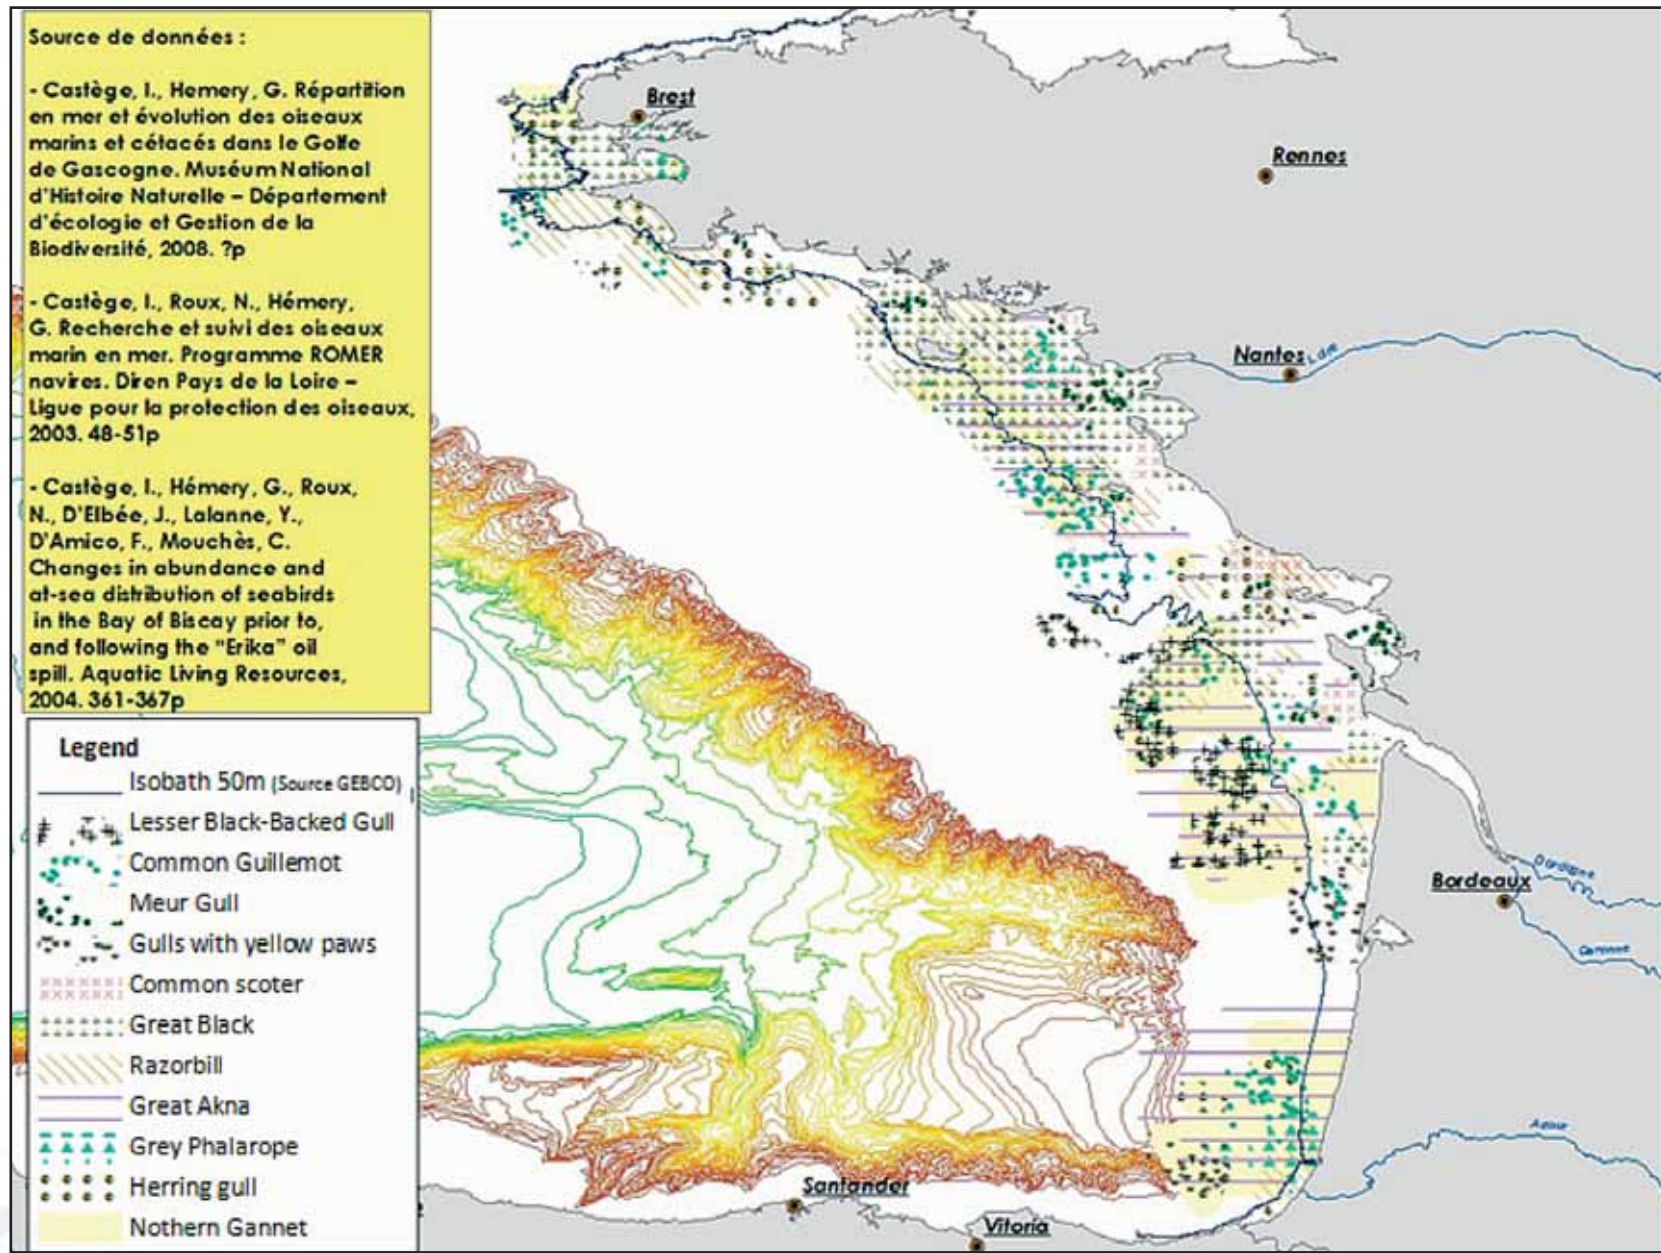 Source de données :
- Castège, I., Hemery, G. Répartition
en mer et évolution des oiseaux
marins et cétacés dans le Golfe
de Gascogne. Muséum National
d'Histoire Naturelle – Département
d'écologie et Gestion de la
Biodiversité, 2008. ?p
- Castège, I., Roux, N., Hémery,
G. Recherche et suivi des oiseaux
marin en mer. Programme ROMER
navires. Diren Pays de la Loire –
Ligue pour la protection des oiseaux,
2003. 48-51p
- Castège, I., Hémery, G., Roux,
N., D'Elbée, J., Lalanne, Y.,
D'Amico, F., Mouchès, C.
Changes in abundance and
at-sea distribution of seabirds
in the Bay of Biscay prior to,
and following the "Erika" oil
spill. Aquatic Living Resources,
2004. 361-367p
Legend
Isobath 50m (Source GEBCO)
Lesser Black-Backed Gull
Common Guillemot
Meur Gull
Gulls with yellow paws
Common scoter
Great Black
Razorbill
Great Akna
Grey Phalarope
Herring gull
Nothern Gannet
Brest
Rennes
Nantes
Bordeaux
Garonne
Santander
Vitoria